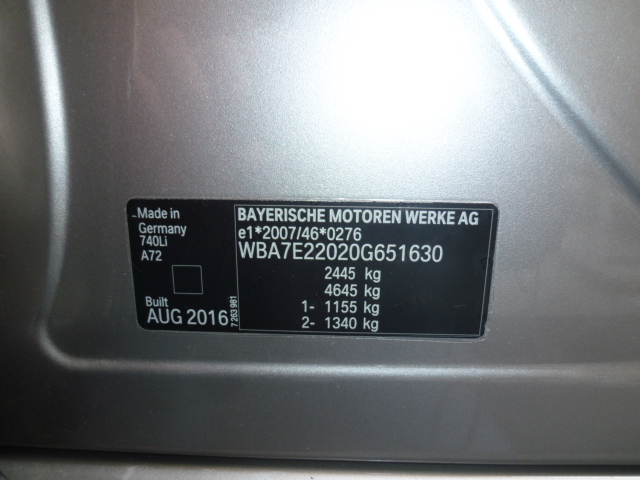 Made in
Germany
740Li
A72
Built
AUG 2016
7 263 981
BAYERISCHE MOTOREN WERKE AG
e1*2007/46*0276
WBA7E22020G651630
2445 kg
4645 kg
1- 1155 kg
2- 1340 kg